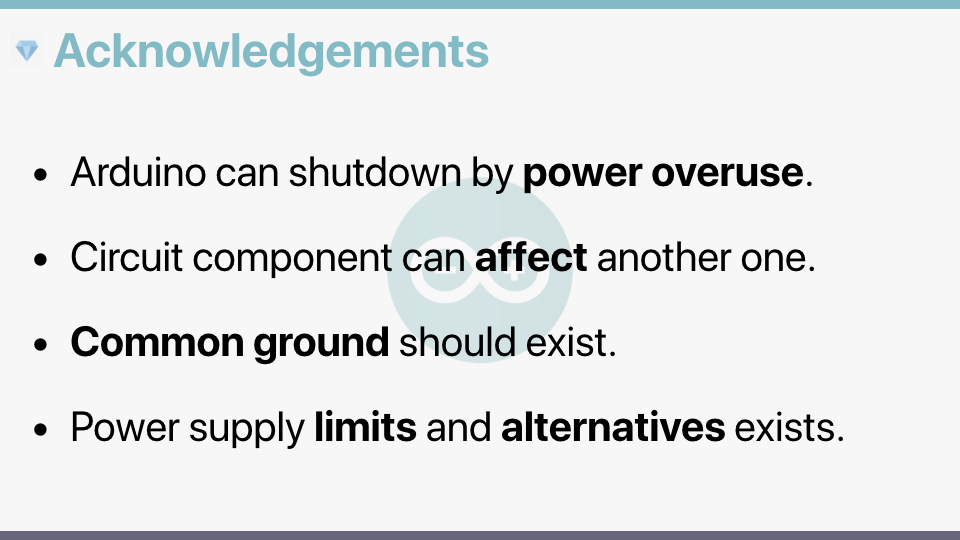 Acknowledgements
• Arduino can shutdown by power overuse.
• Circuit component can affect another one.
• Common ground should exist.
• Power supply limits and alternatives exists.